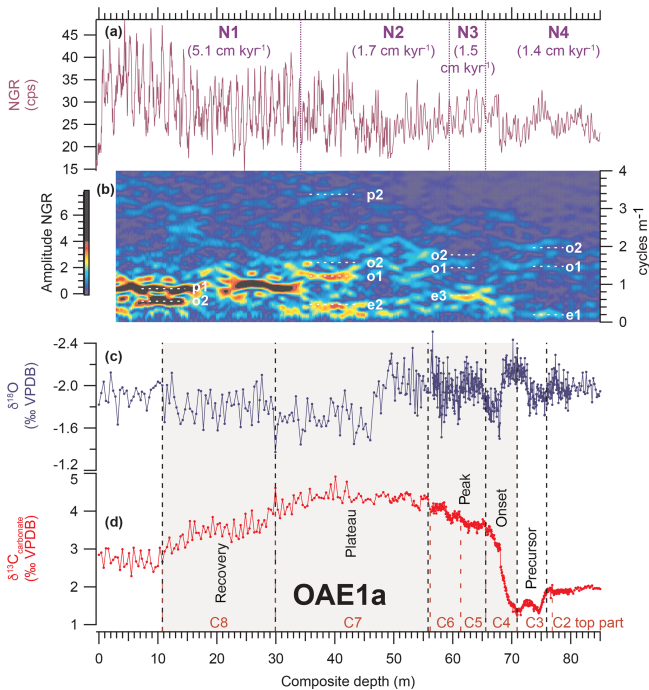 (a)
N1
(5.1 cm kyr⁻¹)
N2
(1.7 cm kyr⁻¹)
N3
(1.5
cm kyr⁻¹)
N4
(1.4 cm kyr⁻¹)
NGR
(cps)
45
40
35
30
25
20
15
(b)
Amplitude NGR
8
6
4
2
0
p1
o2
p2
o2
o1
e2
o2
o1
e3
o2
o1
e1
4
3
2
1
0
cycles m⁻¹
(c)
δ¹⁸O
(‰ VPDB)
-2.4
-2.0
-1.6
-1.2
(d)
δ¹³Ccarbonate
(‰ VPDB)
5
4
3
2
1
Recovery
Plateau
Peak
Onset
Precursor
OAE1a
C8
C7
C6
C5
C4
C3
C2 top part
0
10
20
30
40
50
60
70
80
Composite depth (m)